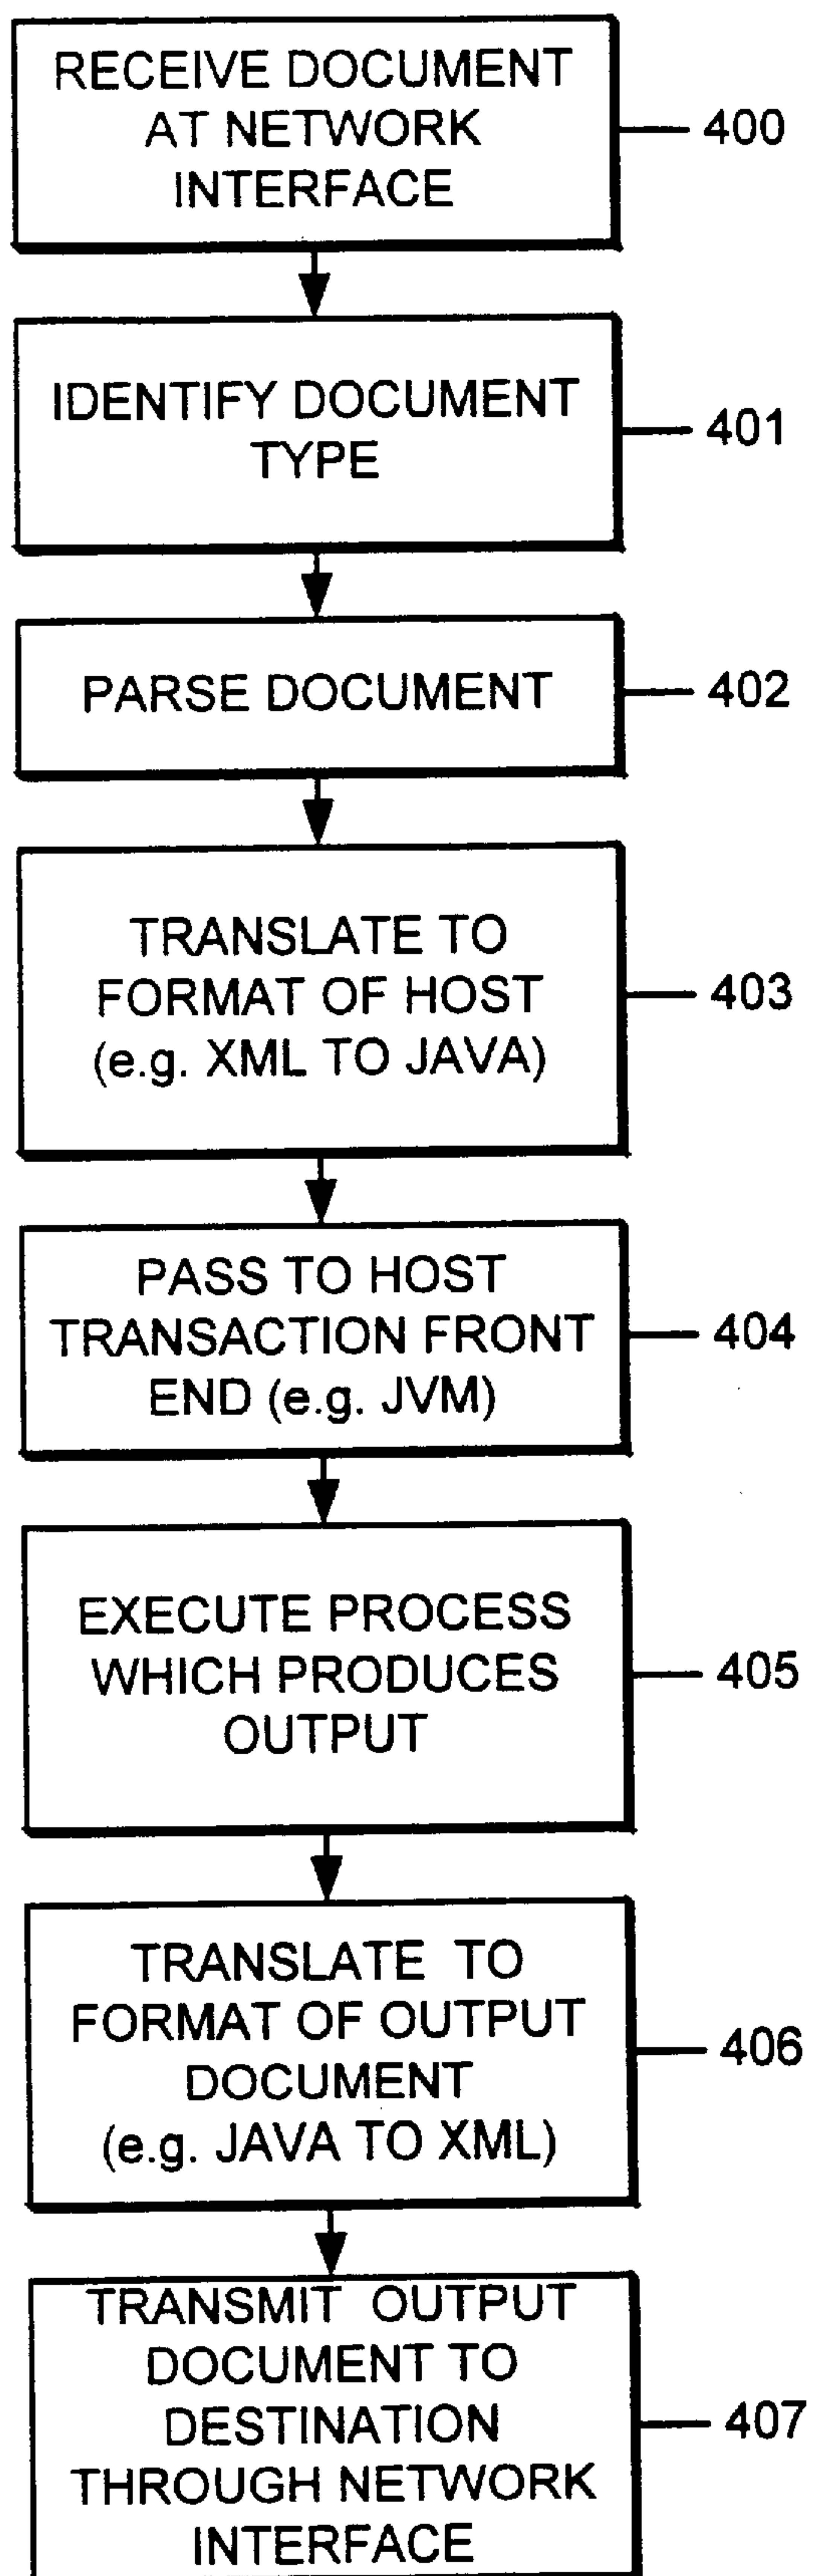 RECEIVE DOCUMENT
AT NETWORK
INTERFACE
400
IDENTIFY DOCUMENT
TYPE
401
PARSE DOCUMENT
402
TRANSLATE TO
FORMAT OF HOST
(e.g. XML TO JAVA)
403
PASS TO HOST
TRANSACTION FRONT
END (e.g. JVM)
404
EXECUTE PROCESS
WHICH PRODUCES
OUTPUT
405
TRANSLATE TO
FORMAT OF OUTPUT
DOCUMENT
(e.g. JAVA TO XML)
406
TRANSMIT OUTPUT
DOCUMENT TO
DESTINATION
THROUGH NETWORK
INTERFACE
407